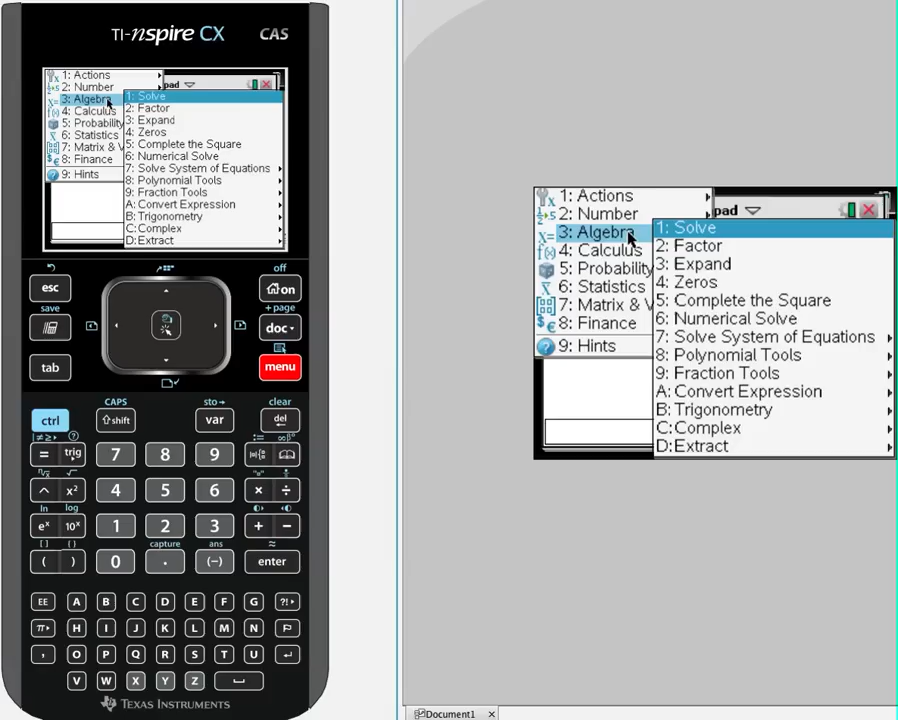 TI-nspire CX CAS
1: Actions
2: Number
3: Algebra
4: Calculus
5: Probability
6: Statistics
7: Matrix & V
8: Finance
9: Hints
pad
1: Solve
2: Factor
3: Expand
4: Zeros
5: Complete the Square
6: Numerical Solve
7: Solve System of Equations
8: Polynomial Tools
9: Fraction Tools
A: Convert Expression
B: Trigonometry
C: Complex
D: Extract
off
esc
on
save
+ page
doc
tab
menu
CAPS
sto→
clear
ctrl
shift
var
del
= trig 7 8 9
^ x² 4 5 6 × ÷
ln log
eˣ 10ˣ 1 2 3 + −
[ ] { } capture ans ≈
( ) 0 . (−) enter
EE A B C D E F G ?!
π H I J K L M N
, O P Q R S T U
V W X Y Z
TEXAS INSTRUMENTS
1: Actions
2: Number
3: Algebra
4: Calculus
5: Probability
6: Statistics
7: Matrix & V
8: Finance
9: Hints
pad
1: Solve
2: Factor
3: Expand
4: Zeros
5: Complete the Square
6: Numerical Solve
7: Solve System of Equations
8: Polynomial Tools
9: Fraction Tools
A: Convert Expression
B: Trigonometry
C: Complex
D: Extract
Document1